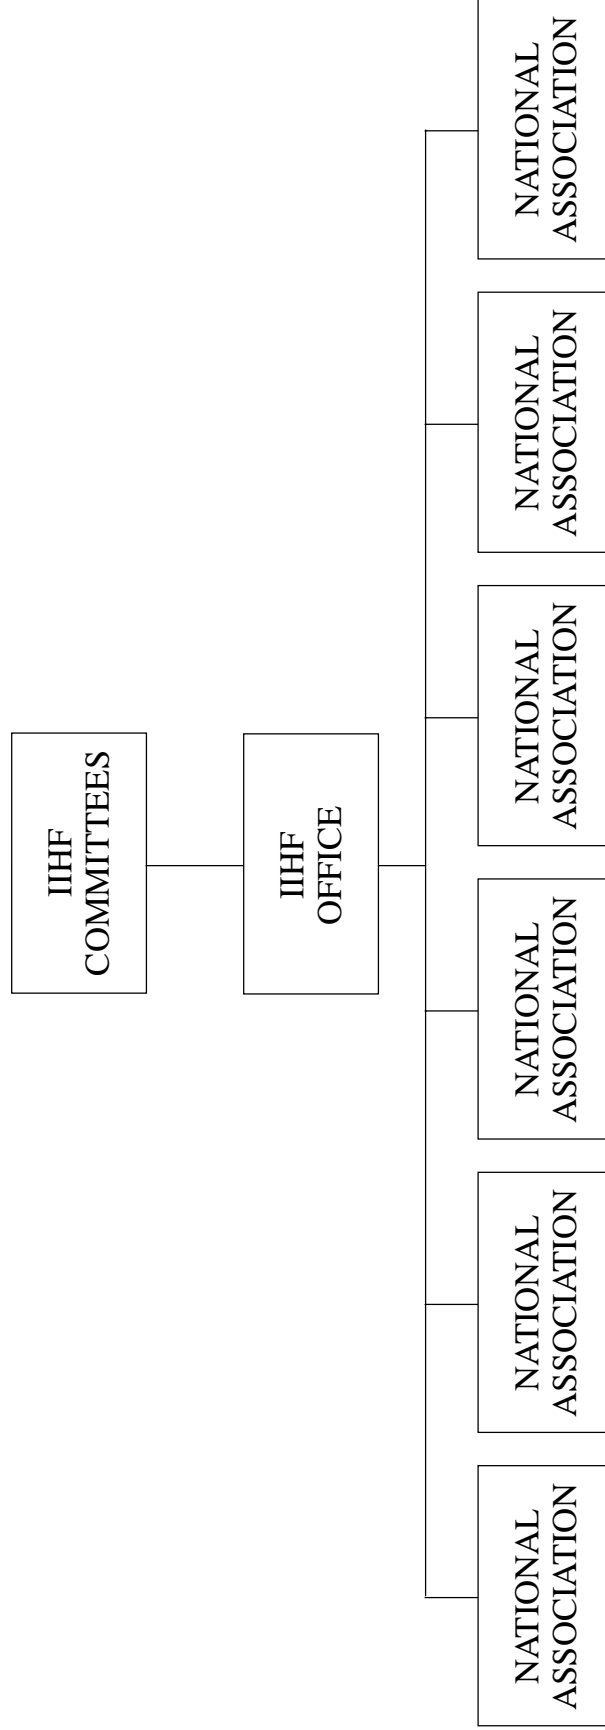 IIHF
COMMITTEES
IIHF
OFFICE
NATIONAL
ASSOCIATION
NATIONAL
ASSOCIATION
NATIONAL
ASSOCIATION
NATIONAL
ASSOCIATION
NATIONAL
ASSOCIATION
NATIONAL
ASSOCIATION